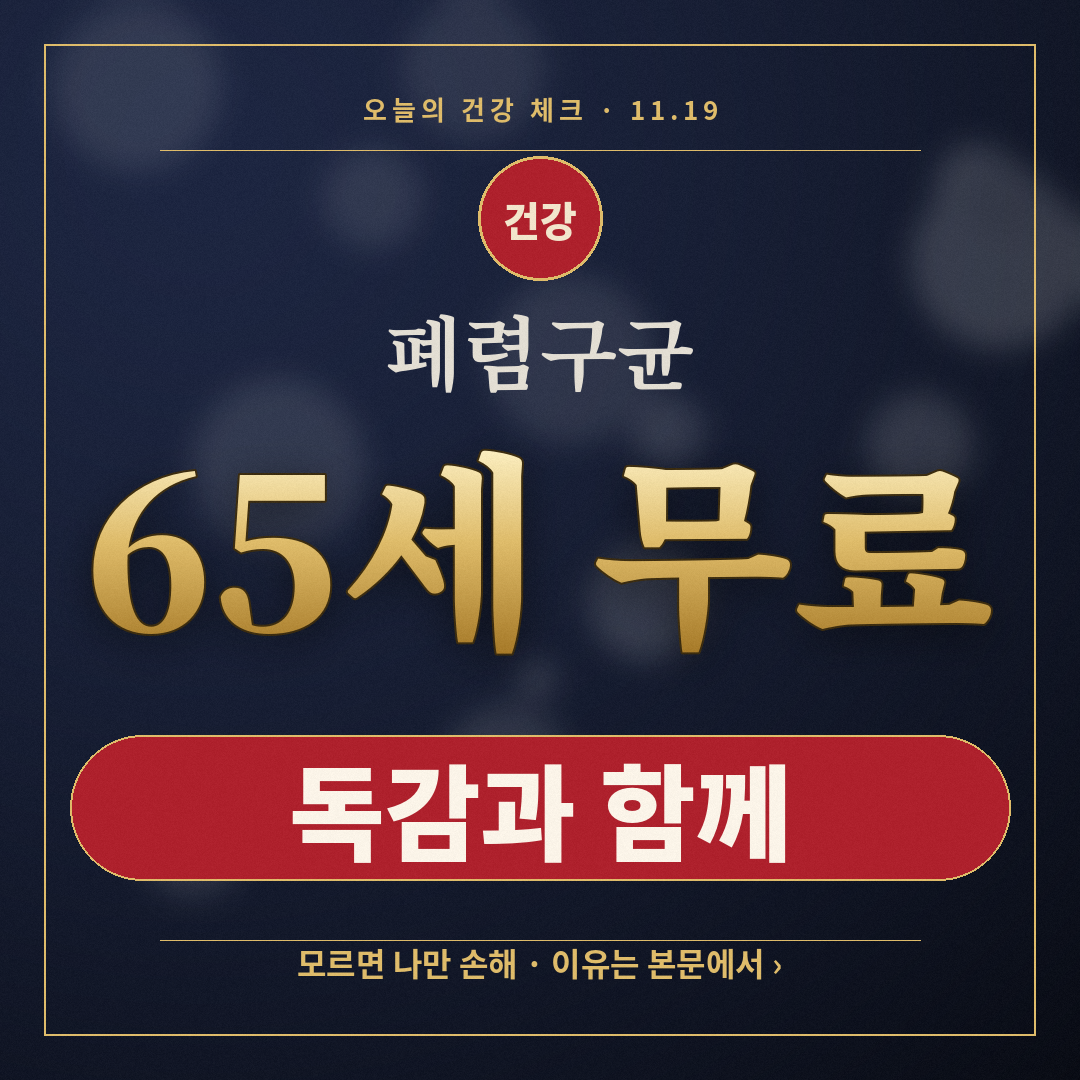 오늘의 건강 체크 · 11.19
건강
폐렴구균
65세 무료
독감과 함께
모르면 나만 손해 · 이유는 본문에서 ›